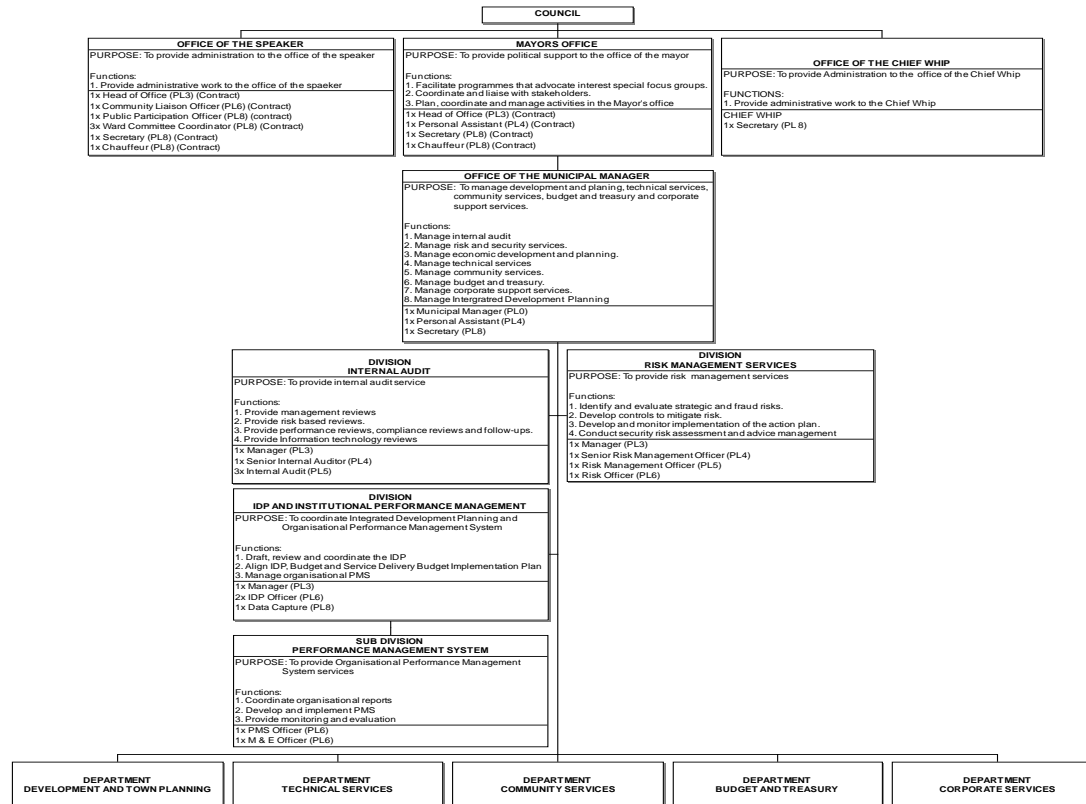 COUNCIL
OFFICE OF THE SPEAKER
PURPOSE: To provide administration to the office of the speaker
Functions:
1. Provide administrative work to the office of the speaker
1x Head of Office (PL3) (Contract)
1x Community Liaison Officer (PL6) (Contract)
1x Public Participation Officer (PL8) (contract)
3x Ward Committee Coordinator (PL8) (Contract)
1x Secretary (PL8) (Contract)
1x Chauffeur (PL8) (Contract)
MAYORS OFFICE
PURPOSE: To provide political support to the office of the mayor
Functions:
1. Facilitate programmes that advocate interest special focus groups.
2. Coordinate and liaise with stakeholders.
3. Plan, coordinate and manage activities in the Mayor's office
1x Head of Office (PL3) (Contract)
1x Personal Assistant (PL4) (Contract)
1x Secretary (PL8) (Contract)
1x Chauffeur (PL8) (Contract)
OFFICE OF THE CHIEF WHIP
PURPOSE: To provide Administration to the office of the Chief Whip
FUNCTIONS:
1. Provide administrative work to the Chief Whip
CHIEF WHIP
1x Secretary (PL 8)
OFFICE OF THE MUNICIPAL MANAGER
PURPOSE: To manage development and planing, technical services,
community services, budget and treasury and corporate
support services.
Functions:
1. Manage internal audit
2. Manage risk and security services.
3. Manage economic development and planning.
4. Manage technical services
5. Manage community services.
6. Manage budget and treasury.
7. Manage corporate support services.
8. Manage Intergrated Development Planning
1x Municipal Manager (PL0)
1x Personal Assistant (PL4)
1x Secretary (PL8)
DIVISION
INTERNAL AUDIT
PURPOSE: To provide internal audit service
Functions:
1. Provide management reviews
2. Provide risk based reviews.
3. Provide performance reviews, compliance reviews and follow-ups.
4. Provide Information technology reviews
1x Manager (PL3)
1x Senior Internal Auditor (PL4)
3x Internal Audit (PL5)
DIVISION
RISK MANAGEMENT SERVICES
PURPOSE: To provide risk management services
Functions:
1. Identify and evaluate strategic and fraud risks.
2. Develop controls to mitigate risk.
3. Develop and monitor implementation of the action plan.
4. Conduct security risk assessment and advice management
1x Manager (PL3)
1x Senior Risk Management Officer (PL4)
1x Risk Management Officer (PL5)
1x Risk Officer (PL6)
DIVISION
IDP AND INSTITUTIONAL PERFORMANCE MANAGEMENT
PURPOSE: To coordinate Integrated Development Planning and
Organisational Performance Management System
Functions:
1. Draft, review and coordinate the IDP
2. Align IDP, Budget and Service Delivery Budget Implementation Plan
3. Manage organisational PMS
1x Manager (PL3)
2x IDP Officer (PL6)
1x Data Capture (PL8)
SUB DIVISION
PERFORMANCE MANAGEMENT SYSTEM
PURPOSE: To provide Organisational Performance Management
System services
Functions:
1. Coordinate organisational reports
2. Develop and implement PMS
3. Provide monitoring and evaluation
1x PMS Officer (PL6)
1x M & E Officer (PL6)
DEPARTMENT
DEVELOPMENT AND TOWN PLANNING
DEPARTMENT
TECHNICAL SERVICES
DEPARTMENT
COMMUNITY SERVICES
DEPARTMENT
BUDGET AND TREASURY
DEPARTMENT
CORPORATE SERVICES